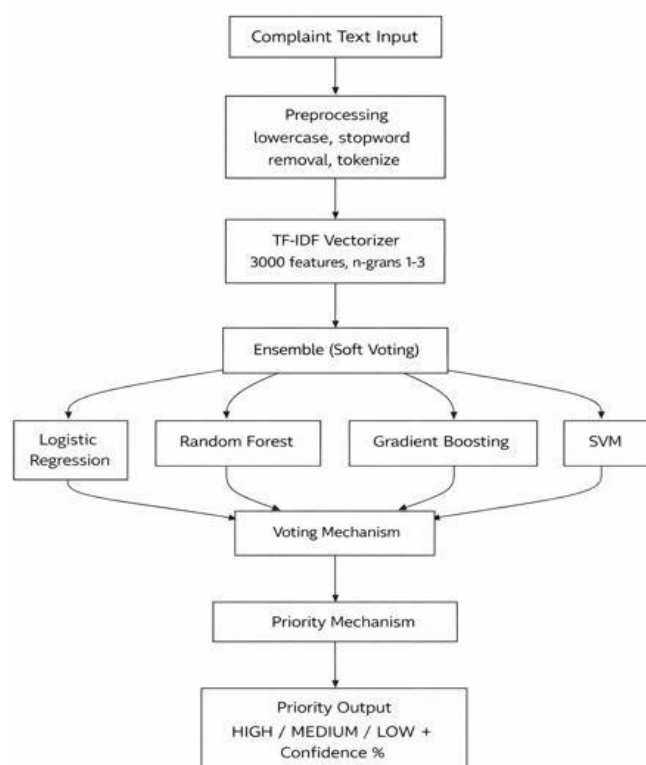 Complaint Text Input
Preprocessing
lowercase, stopword
removal, tokenize
TF-IDF Vectorizer
3000 features, n-grans 1-3
Ensemble (Soft Voting)
Logistic
Regression
Random Forest
Gradient Boosting
SVM
Voting Mechanism
Priority Mechanism
Priority Output
HIGH / MEDIUM / LOW +
Confidence %